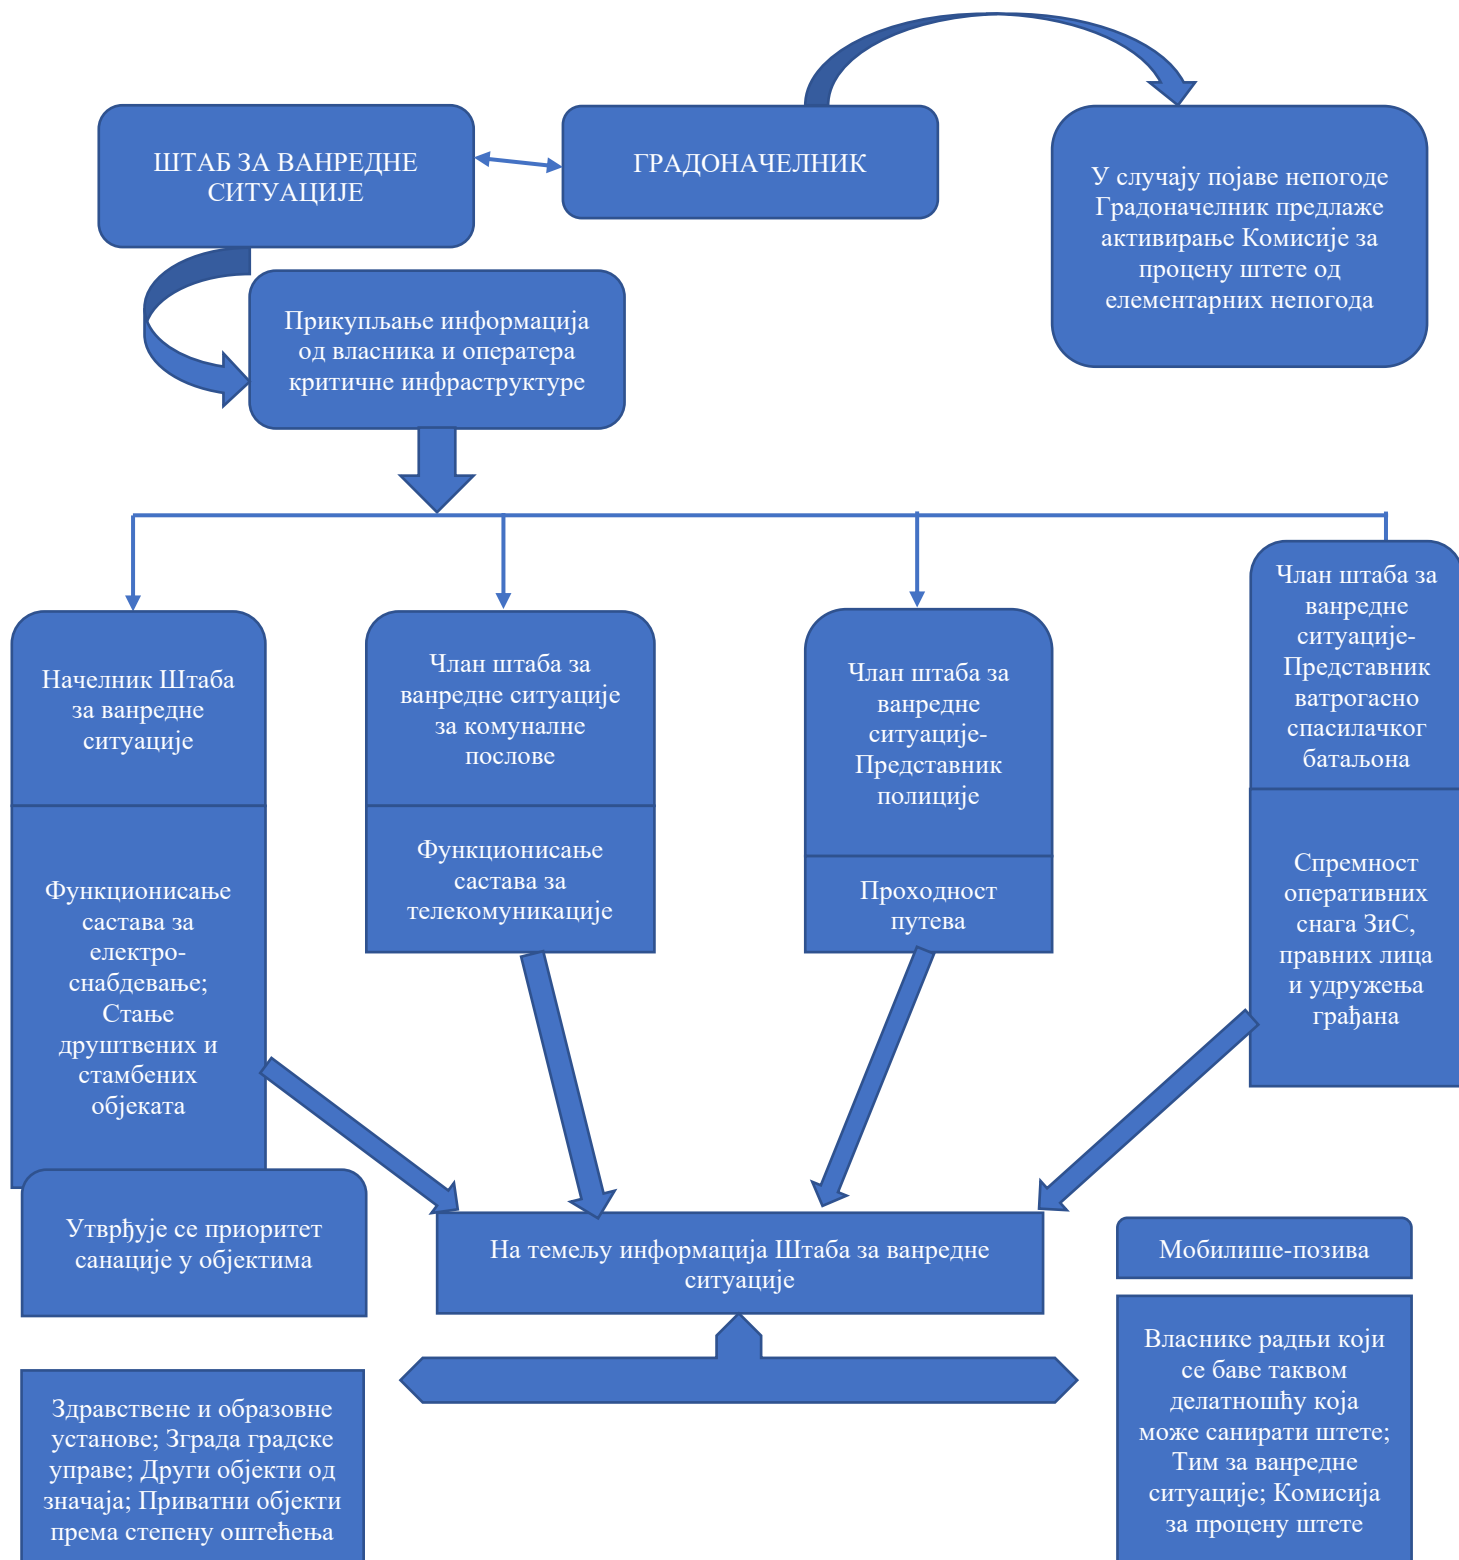 ШТАБ ЗА ВАНРЕДНЕ
СИТУАЦИЈЕ
ГРАДОНАЧЕЛНИК
У случају појаве непогоде
Градоначелник предлаже
активирање Комисије за
процену штете од
елементарних непогода
Прикупљање информација
од власника и оператера
критичне инфраструктуре
Начелник Штаба
за ванредне
ситуације
Члан штаба за
ванредне ситуације
за комуналне
послове
Члан штаба за
ванредне
ситуације-
Представник
полиције
Члан штаба за
ванредне
ситуације-
Представник
ватрогасно
спасилачког
батаљона
Функционисање
састава за
електро-
снабдевање;
Стање
друштвених и
стамбених
објеката
Функционисање
састава за
телекомуникације
Проходност
путева
Спремност
оперативних
снага ЗиС,
правних лица
и удружења
грађана
Утврђује се приоритет
санације у објектима
На темељу информација Штаба за ванредне
ситуације
Мобилише-позива
Здравствене и образовне
установе; Зграда градске
управе; Други објекти од
значаја; Приватни објекти
према степену оштећења
Власнике радњи који
се баве таквом
делатношћу која
може санирати штете;
Тим за ванредне
ситуације; Комисија
за процену штете